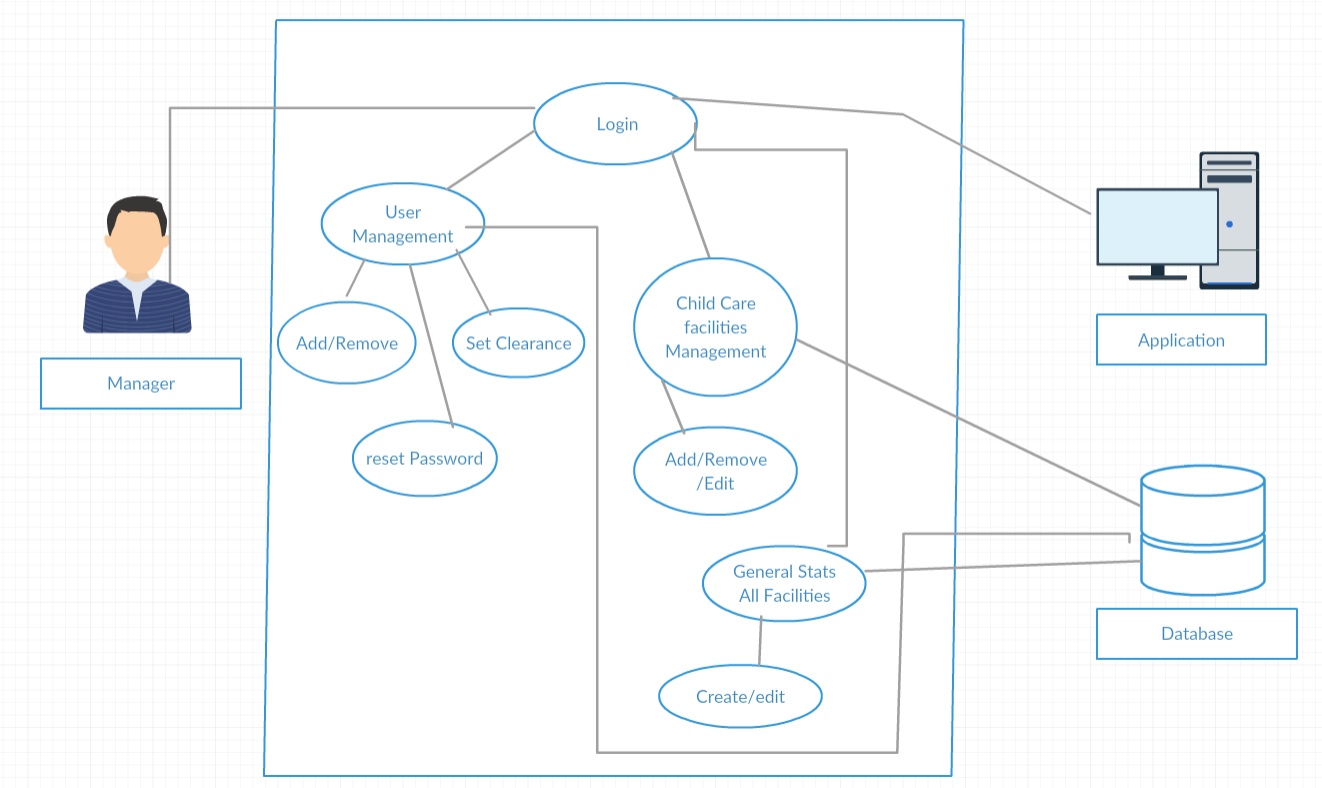 Login
User
Management
Add/Remove
Set Clearance
reset Password
Child Care
facilities
Management
Add/Remove
/Edit
General Stats
All Facilities
Create/edit
Manager
Application
Database